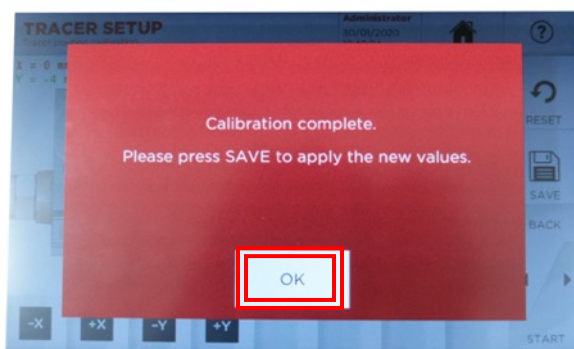 TRACER SETUP
Administrator
30/01/2020
?
X = 0
Y = -4
RESET
Calibration complete.
Please press SAVE to apply the new values.
SAVE
BACK
OK
-X +X -Y +Y
START